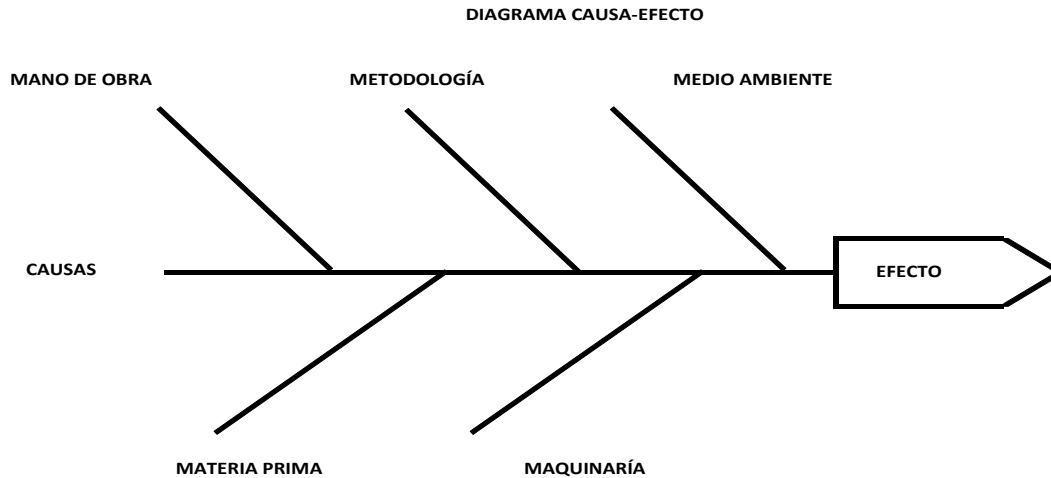 DIAGRAMA CAUSA-EFECTO
MANO DE OBRA
METODOLOGÍA
MEDIO AMBIENTE
CAUSAS
EFECTO
MATERIA PRIMA
MAQUINARÍA